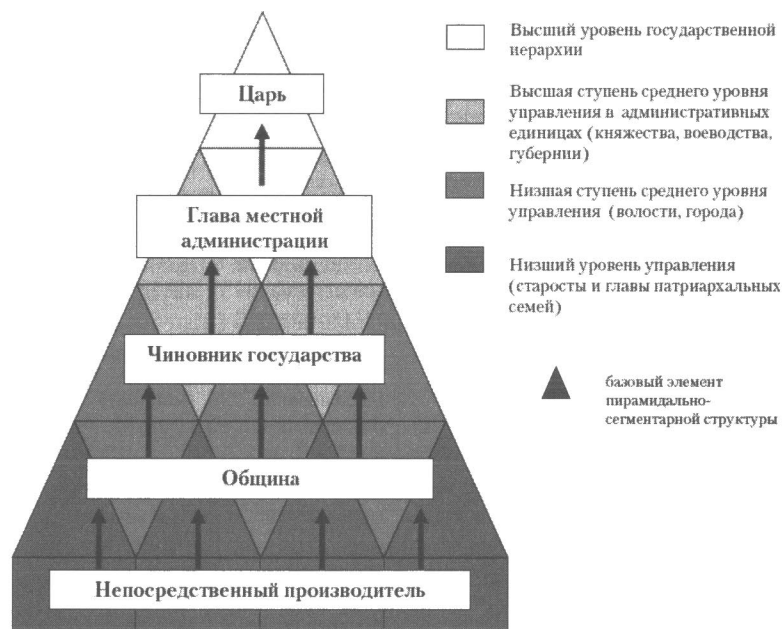 Царь
Глава местной
администрации
Чиновник государства
Община
Непосредственный производитель
Высший уровень государственной
иерархии
Высшая ступень среднего уровня
управления в административных
единицах (княжества, воеводства,
губернии)
Низшая ступень среднего уровня
управления (волости, города)
Низший уровень управления
(старосты и главы патриархальных
семей)
базовый элемент
пирамидально-
сегментарной структуры